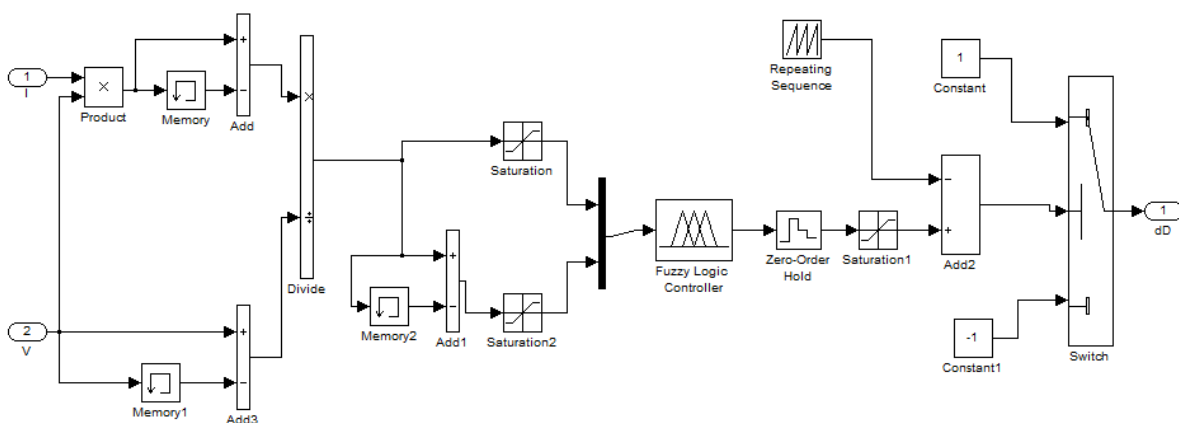 1
I
×
Product
Memory
+
−
Add
×
÷
Divide
2
V
Memory1
+
−
Add3
Saturation
Memory2
+
−
Add1
Saturation2
Fuzzy Logic
Controller
Zero-Order
Hold
Saturation1
Repeating
Sequence
−
+
Add2
1
Constant
-1
Constant1
Switch
1
dD